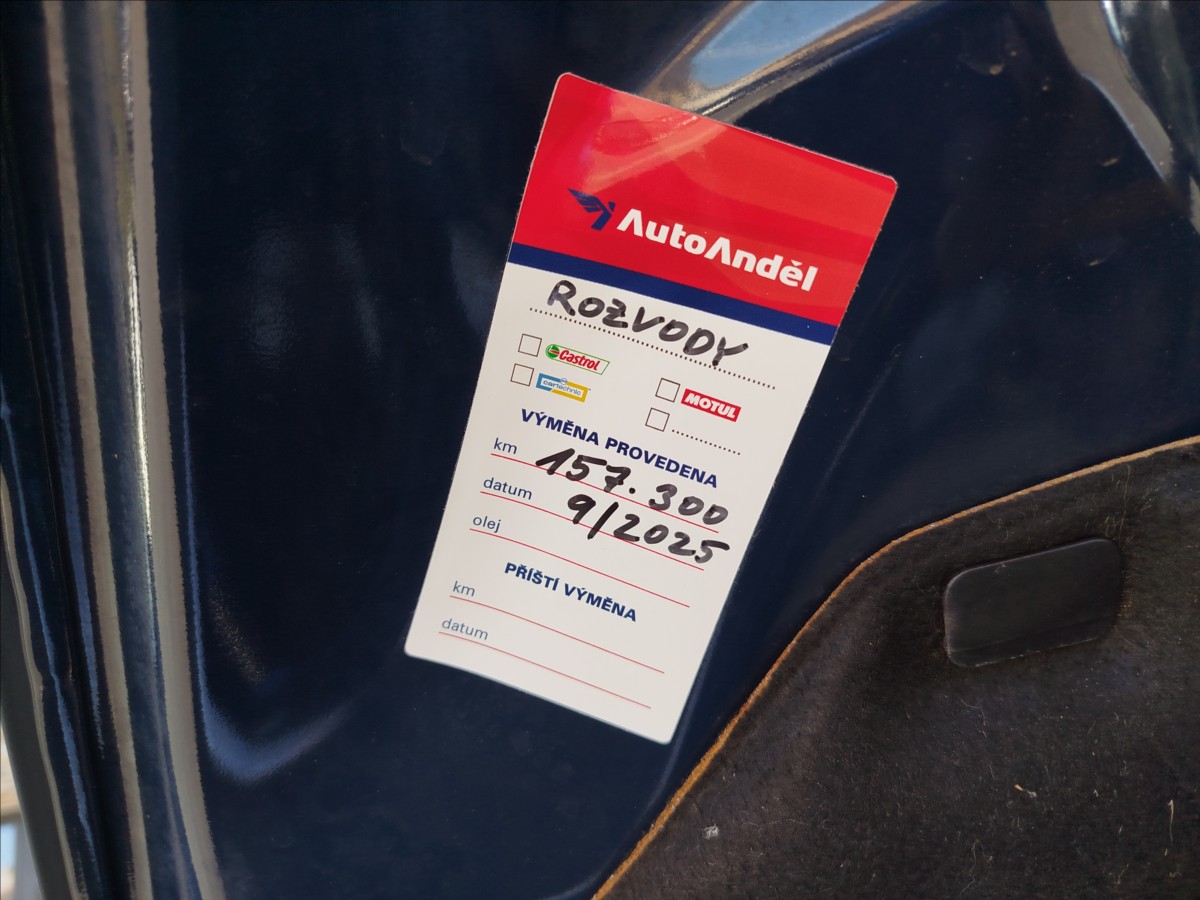 AutoAnděl
ROZVODY
Castrol
cartechnic
MOTUL
VÝMĚNA PROVEDENA
km 157.300
datum 9/2025
olej
PŘÍŠTÍ VÝMĚNA
km
datum